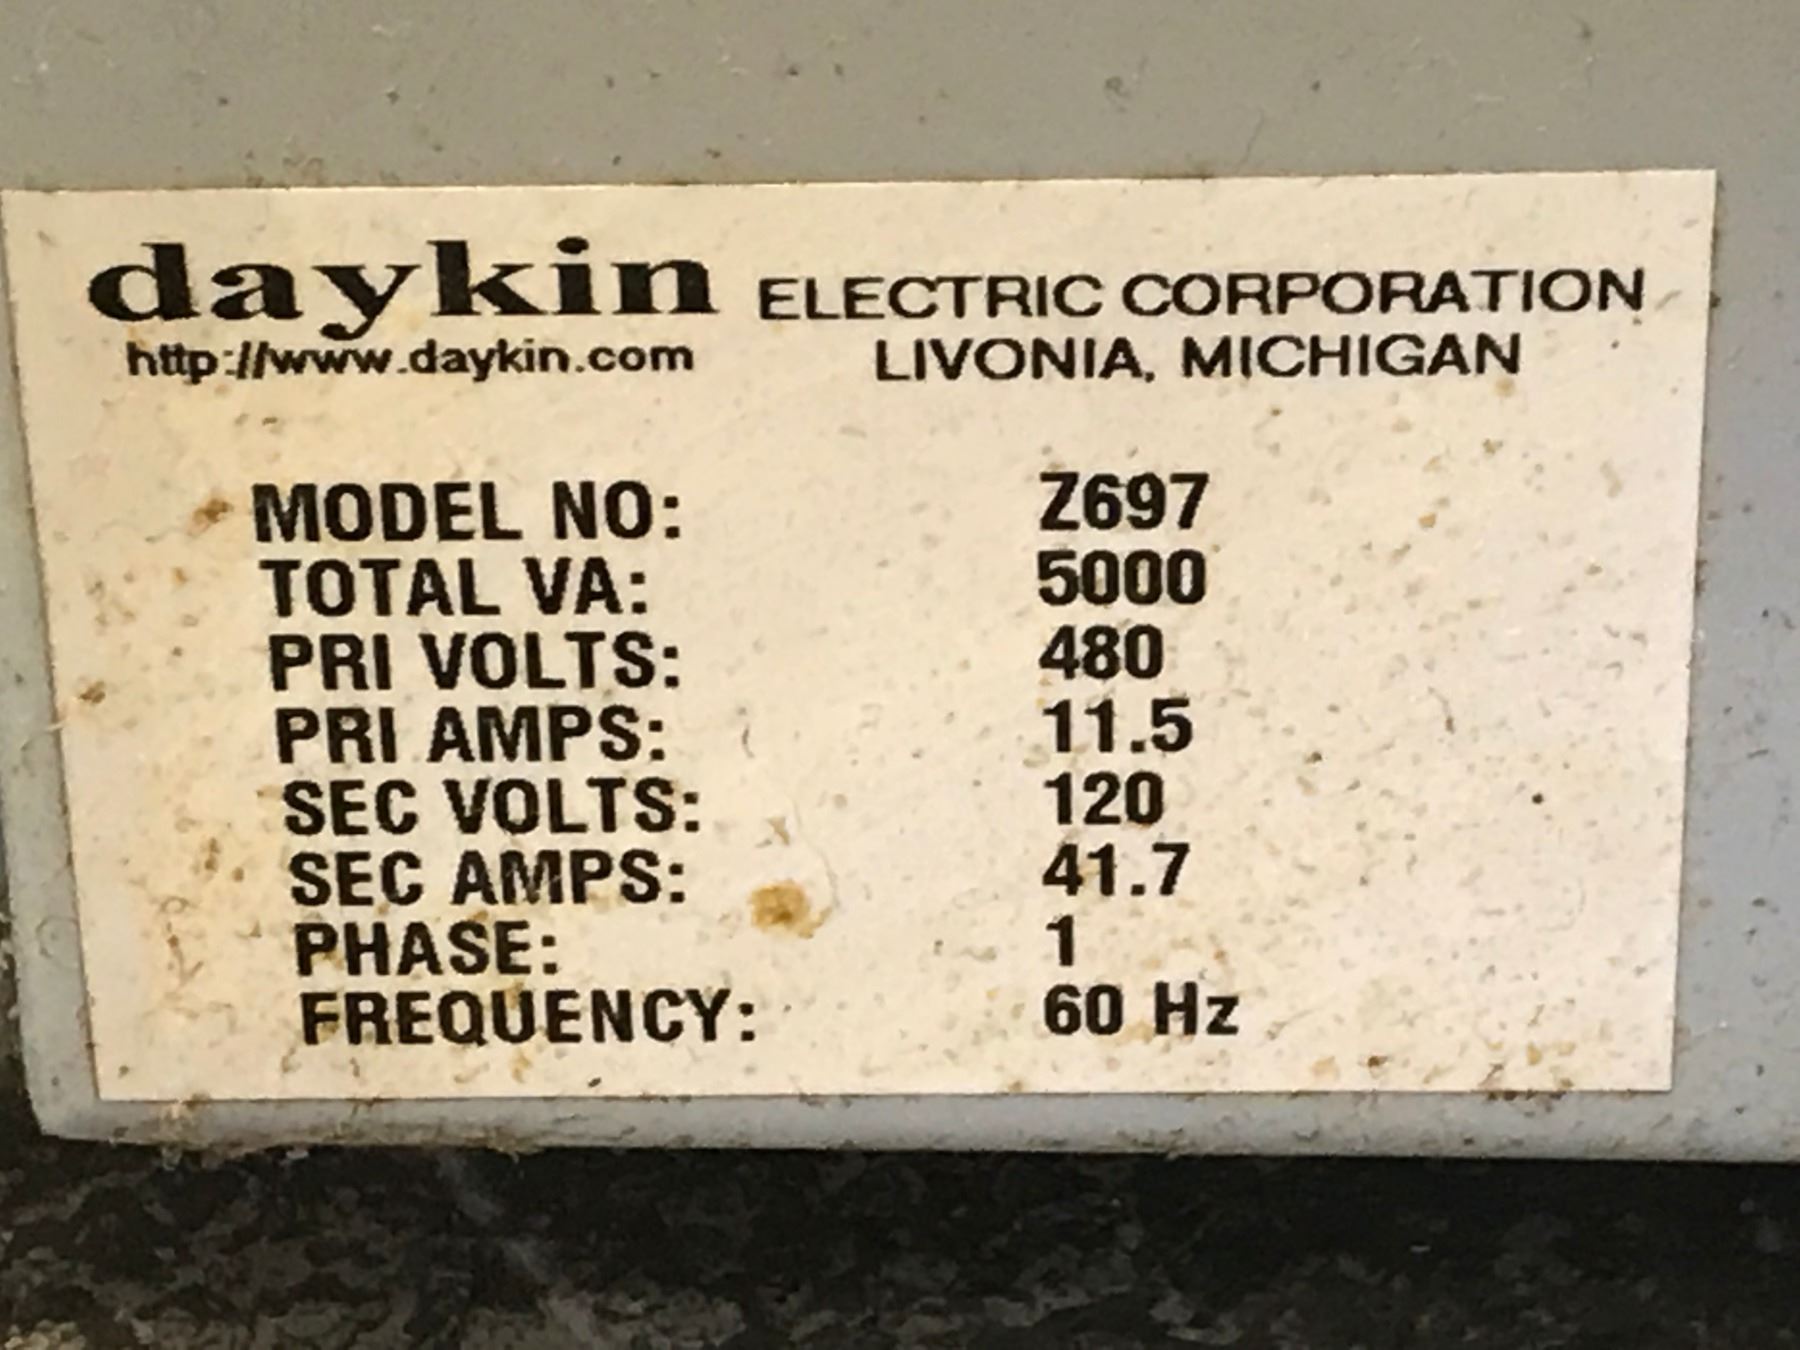 daykin ELECTRIC CORPORATION
http://www.daykin.com LIVONIA, MICHIGAN
MODEL NO: Z697
TOTAL VA: 5000
PRI VOLTS: 480
PRI AMPS: 11.5
SEC VOLTS: 120
SEC AMPS: 41.7
PHASE: 1
FREQUENCY: 60 Hz